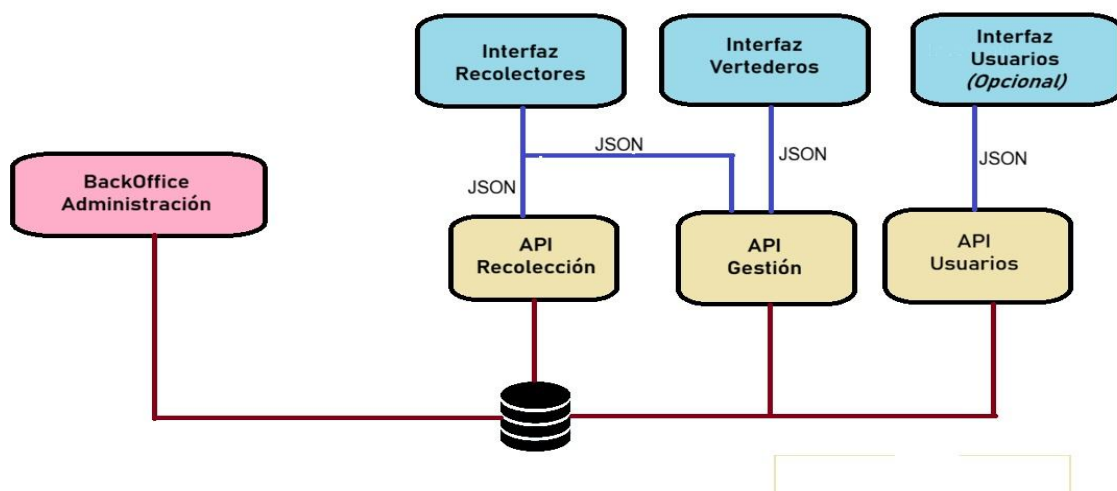 Interfaz
Recolectores
Interfaz
Vertederos
Interfaz
Usuarios
(Opcional)
JSON
JSON
JSON
JSON
BackOffice
Administración
API
Recolección
API
Gestión
API
Usuarios